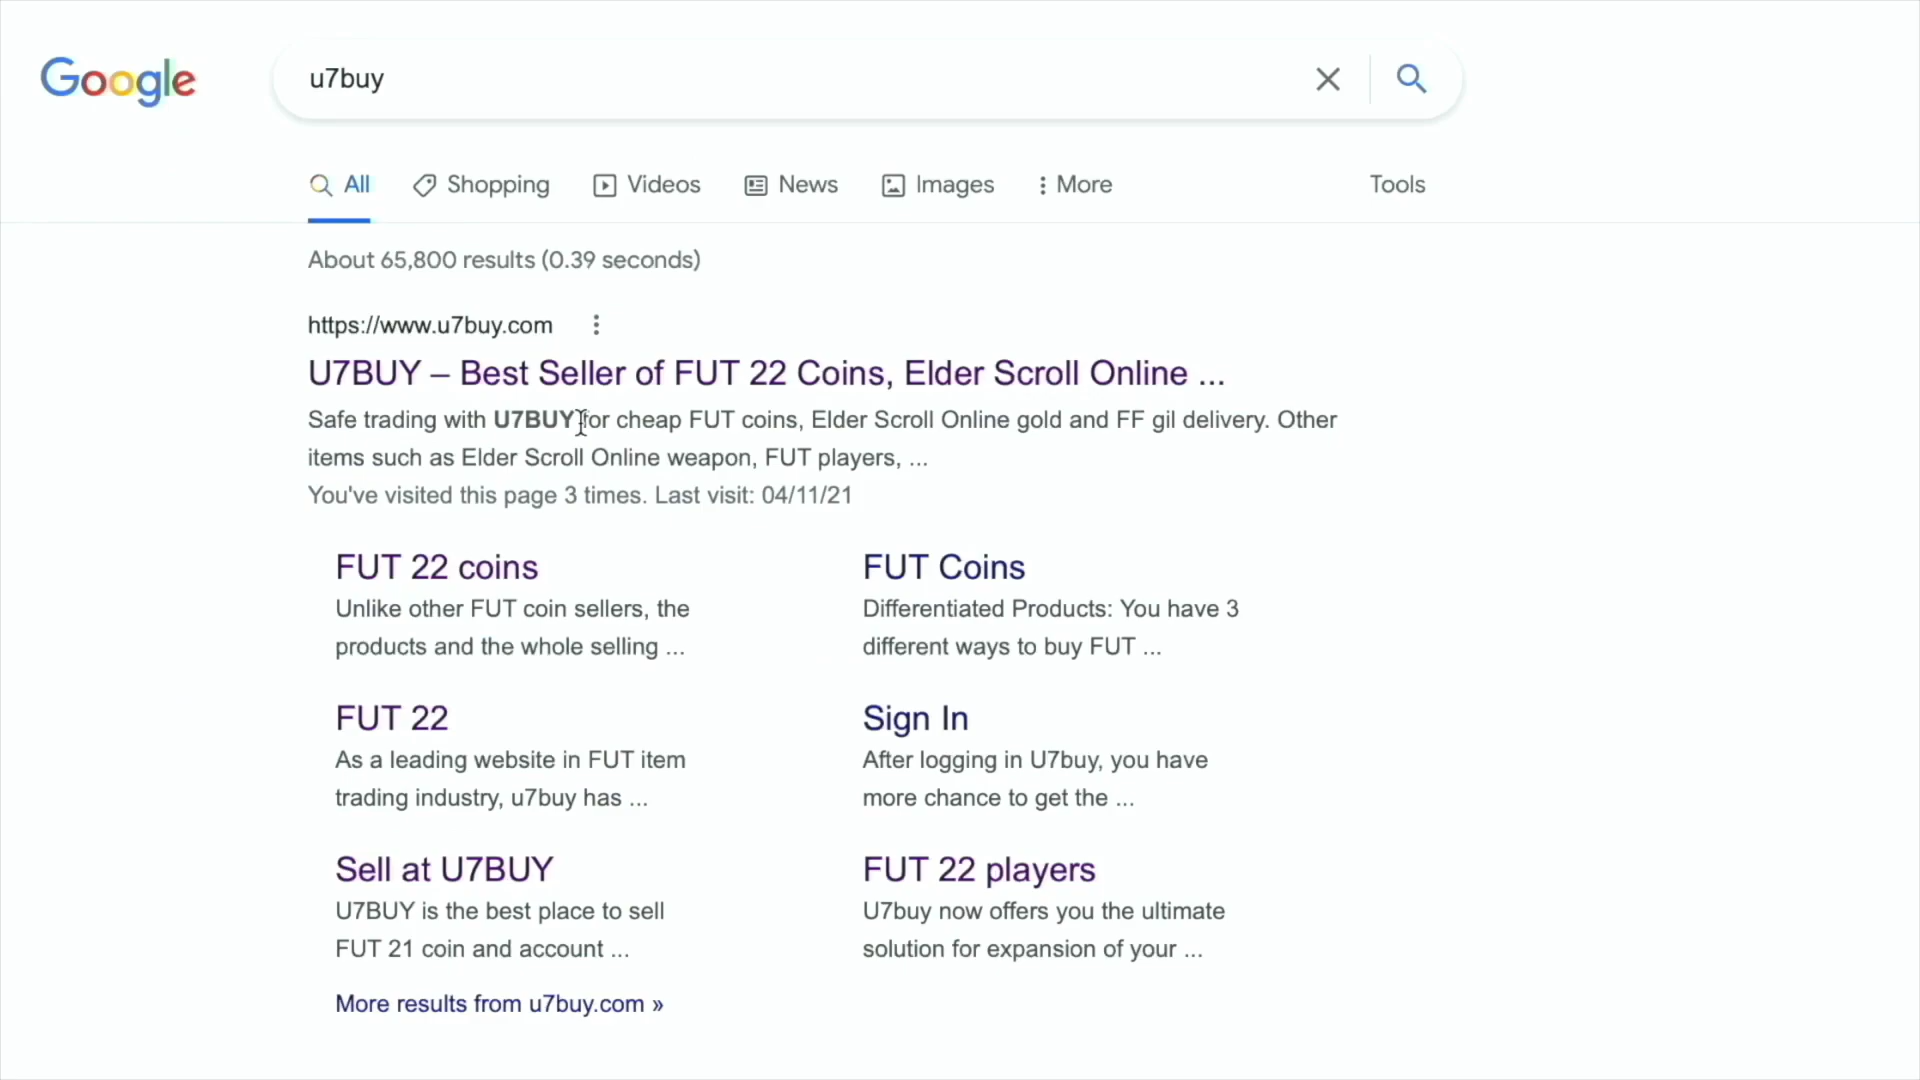 Google
u7buy
All
Shopping
Videos
News
Images
More
Tools
About 65,800 results (0.39 seconds)
https://www.u7buy.com
U7BUY – Best Seller of FUT 22 Coins, Elder Scroll Online ...
Safe trading with U7BUY for cheap FUT coins, Elder Scroll Online gold and FF gil delivery. Other
items such as Elder Scroll Online weapon, FUT players, ...
You've visited this page 3 times. Last visit: 04/11/21
FUT 22 coins
Unlike other FUT coin sellers, the
products and the whole selling ...
FUT Coins
Differentiated Products: You have 3
different ways to buy FUT ...
FUT 22
As a leading website in FUT item
trading industry, u7buy has ...
Sign In
After logging in U7buy, you have
more chance to get the ...
Sell at U7BUY
U7BUY is the best place to sell
FUT 21 coin and account ...
FUT 22 players
U7buy now offers you the ultimate
solution for expansion of your ...
More results from u7buy.com »